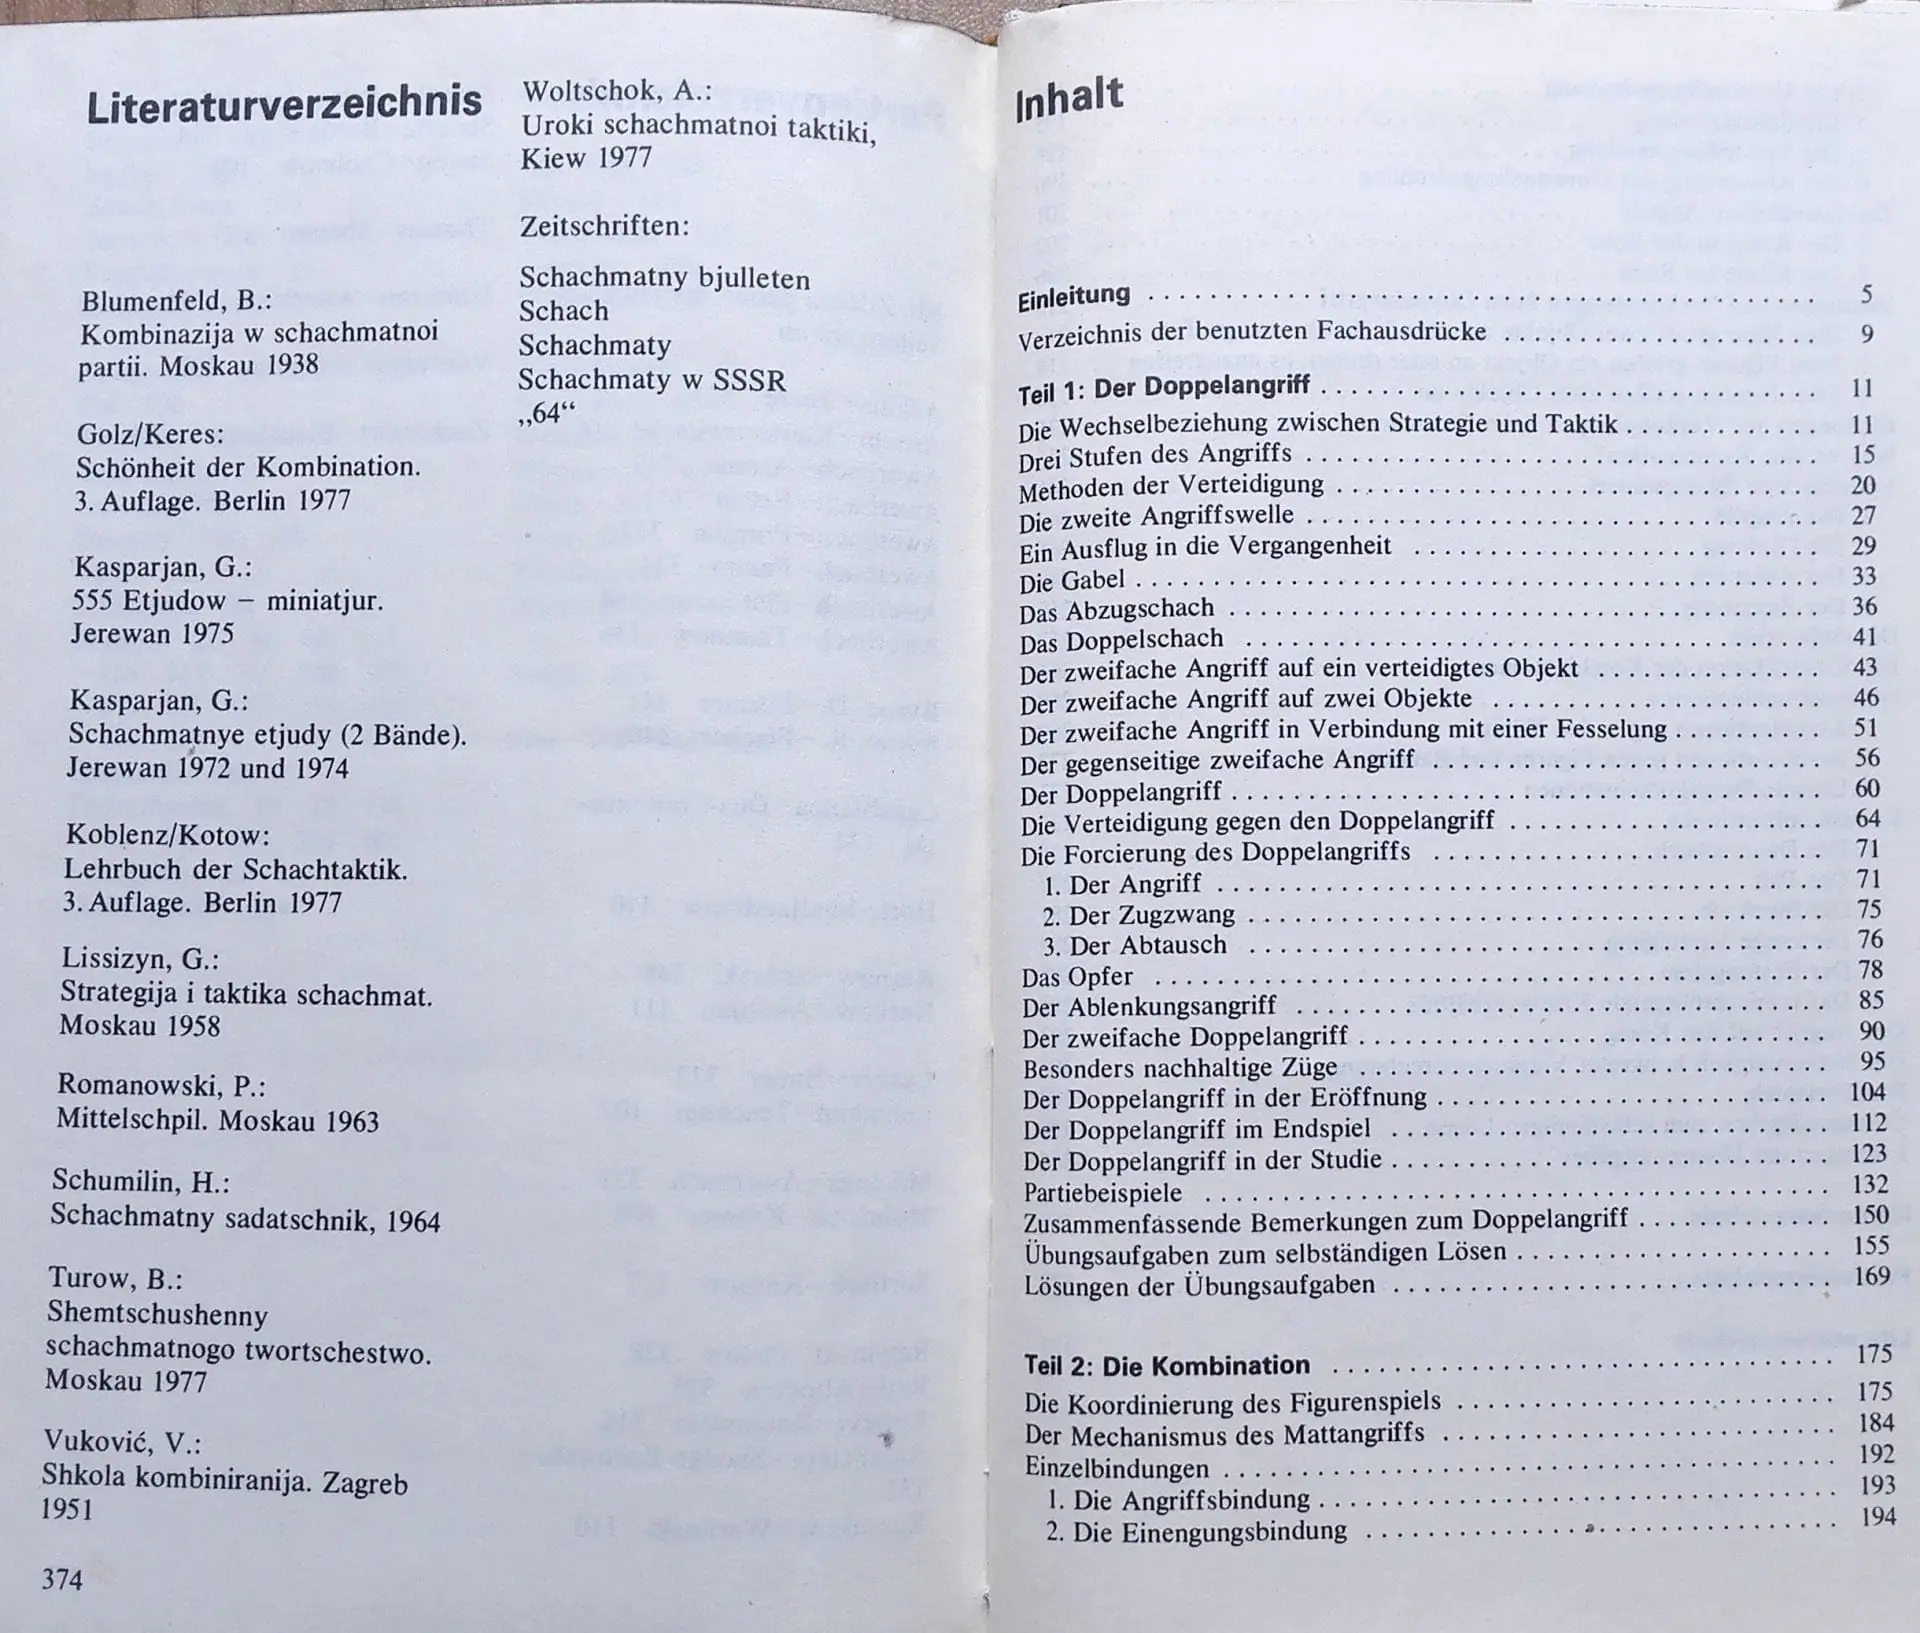 Literaturverzeichnis
Blumenfeld, B.:
Kombinazija w schachmatnoi
partii. Moskau 1938
Golz/Keres:
Schönheit der Kombination.
3. Auflage. Berlin 1977
Kasparjan, G.:
555 Etjudow – miniatjur.
Jerewan 1975
Kasparjan, G.:
Schachmatnye etjudy (2 Bände).
Jerewan 1972 und 1974
Koblenz/Kotow:
Lehrbuch der Schachtaktik.
3. Auflage. Berlin 1977
Lissizyn, G.:
Strategija i taktika schachmat.
Moskau 1958
Romanowski, P.:
Mittelschpil. Moskau 1963
Schumilin, H.:
Schachmatny sadatschnik, 1964
Turow, B.:
Shemtschushenny
schachmatnogo twortschestwo.
Moskau 1977
Vuković, V.:
Shkola kombiniranija. Zagreb
1951
374
Woltschok, A.:
Uroki schachmatnoi taktiki,
Kiew 1977
Zeitschriften:
Schachmatny bjulleten
Schach
Schachmaty
Schachmaty w SSSR
„64“
Inhalt
Einleitung 5
Verzeichnis der benutzten Fachausdrücke 9
Teil 1: Der Doppelangriff 11
Die Wechselbeziehung zwischen Strategie und Taktik 11
Drei Stufen des Angriffs 15
Methoden der Verteidigung 20
Die zweite Angriffswelle 27
Ein Ausflug in die Vergangenheit 29
Die Gabel 33
Das Abzugschach 36
Das Doppelschach 41
Der zweifache Angriff auf ein verteidigtes Objekt 43
Der zweifache Angriff auf zwei Objekte 46
Der zweifache Angriff in Verbindung mit einer Fesselung 51
Der gegenseitige zweifache Angriff 56
Der Doppelangriff 60
Die Verteidigung gegen den Doppelangriff 64
Die Forcierung des Doppelangriffs 71
1. Der Angriff 71
2. Der Zugzwang 75
3. Der Abtausch 76
Das Opfer 78
Der Ablenkungsangriff 85
Der zweifache Doppelangriff 90
Besonders nachhaltige Züge 95
Der Doppelangriff in der Eröffnung 104
Der Doppelangriff im Endspiel 112
Der Doppelangriff in der Studie 123
Partiebeispiele 132
Zusammenfassende Bemerkungen zum Doppelangriff 150
Übungsaufgaben zum selbständigen Lösen 155
Lösungen der Übungsaufgaben 169
Teil 2: Die Kombination 175
Die Koordinierung des Figurenspiels 175
Der Mechanismus des Mattangriffs 184
Einzelbindungen 192
1. Die Angriffsbindung 193
2. Die Einengungsbindung 194